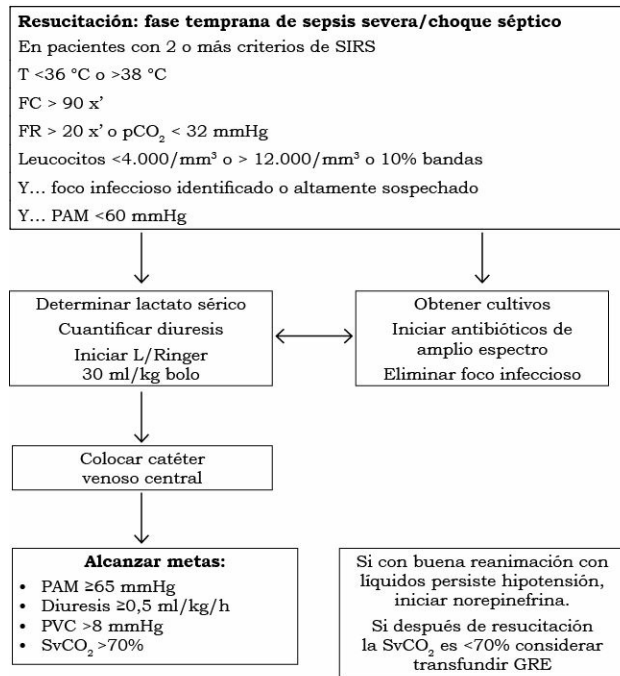 Resucitación: fase temprana de sepsis severa/choque séptico
En pacientes con 2 o más criterios de SIRS
T <36 °C o >38 °C
FC > 90 x’
FR > 20 x’ o pCO₂ < 32 mmHg
Leucocitos <4.000/mm³ o > 12.000/mm³ o 10% bandas
Y... foco infeccioso identificado o altamente sospechado
Y... PAM <60 mmHg
Determinar lactato sérico
Cuantificar diuresis
Iniciar L/Ringer
30 ml/kg bolo
Obtener cultivos
Iniciar antibióticos de
amplio espectro
Eliminar foco infeccioso
Colocar catéter
venoso central
Alcanzar metas:
• PAM ≥65 mmHg
• Diuresis ≥0,5 ml/kg/h
• PVC >8 mmHg
• SvCO₂ >70%
Si con buena reanimación con
líquidos persiste hipotensión,
iniciar norepinefrina.
Si después de resucitación
la SvCO₂ es <70% considerar
transfundir GRE